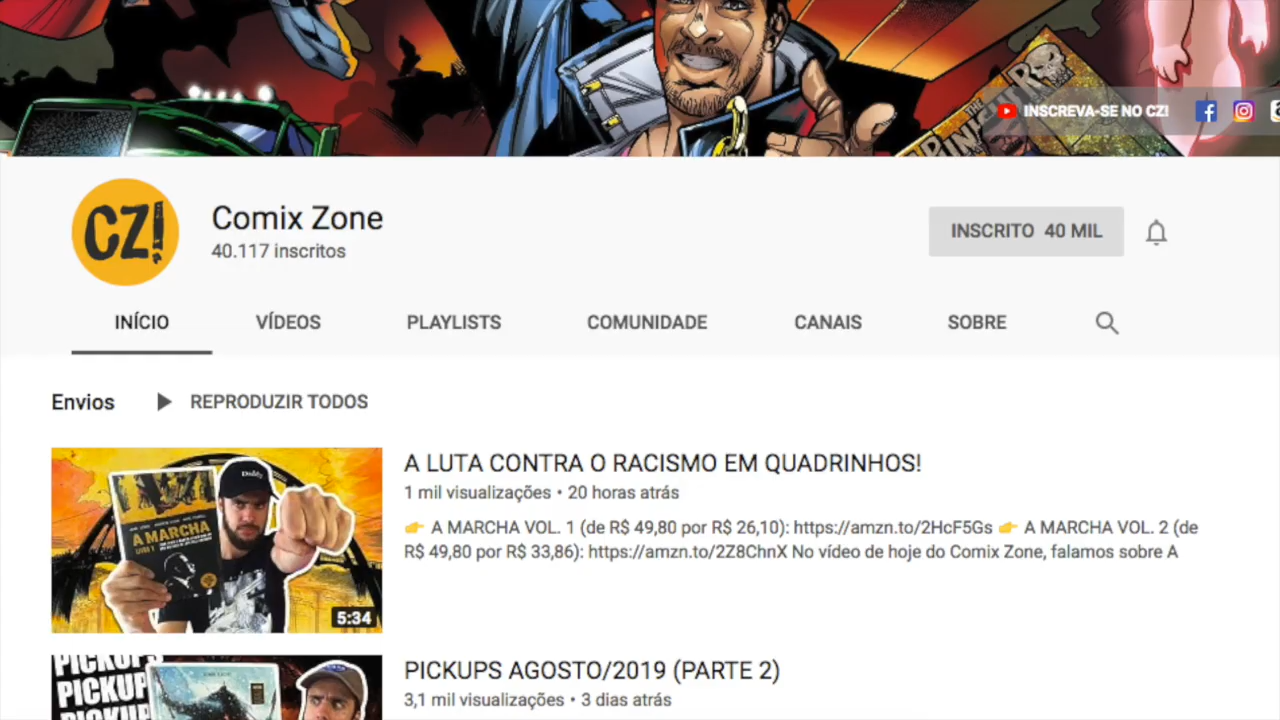 INSCREVA-SE NO CZ!
CZ!
Comix Zone
40.117 inscritos
INSCRITO 40 MIL
INÍCIO VÍDEOS PLAYLISTS COMUNIDADE CANAIS SOBRE
Envios REPRODUZIR TODOS
A MARCHA
5:34
A LUTA CONTRA O RACISMO EM QUADRINHOS!
1 mil visualizações • 20 horas atrás
👉 A MARCHA VOL. 1 (de R$ 49,80 por R$ 26,10): https://amzn.to/2HcF5Gs 👉 A MARCHA VOL. 2 (de
R$ 49,80 por R$ 33,86): https://amzn.to/2Z8ChnX No vídeo de hoje do Comix Zone, falamos sobre A
PICKUPS
PICKUP
PICKUPS AGOSTO/2019 (PARTE 2)
3,1 mil visualizações • 3 dias atrás